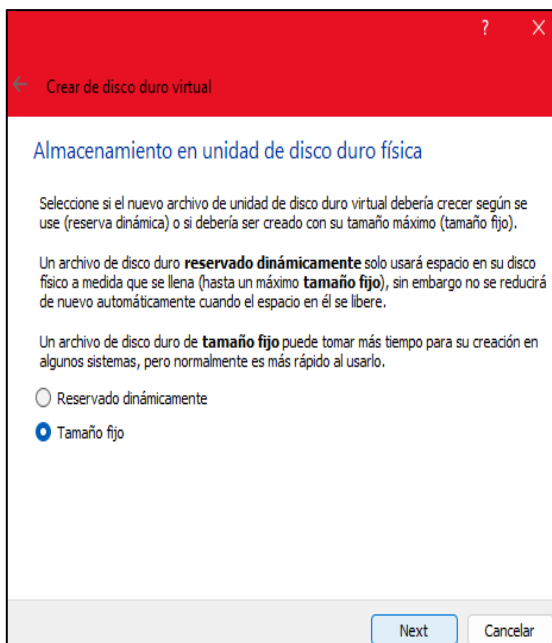 ?
Crear de disco duro virtual
Almacenamiento en unidad de disco duro física
Seleccione si el nuevo archivo de unidad de disco duro virtual debería crecer según se
use (reserva dinámica) o si debería ser creado con su tamaño máximo (tamaño fijo).
Un archivo de disco duro reservado dinámicamente solo usará espacio en su disco
físico a medida que se llena (hasta un máximo tamaño fijo), sin embargo no se reducirá
de nuevo automáticamente cuando el espacio en él se libere.
Un archivo de disco duro de tamaño fijo puede tomar más tiempo para su creación en
algunos sistemas, pero normalmente es más rápido al usarlo.
Reservado dinámicamente
Tamaño fijo
Next Cancelar